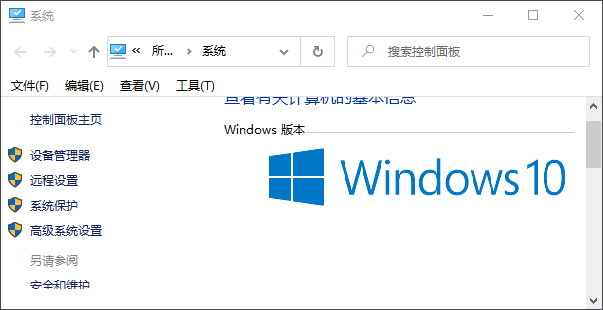 系统
所... 系统
搜索控制面板
文件(F) 编辑(E) 查看(V) 工具(T)
查看有关计算机的基本信息
控制面板主页
Windows 版本
设备管理器
远程设置
系统保护
高级系统设置
Windows 10
另请参阅
安全和维护